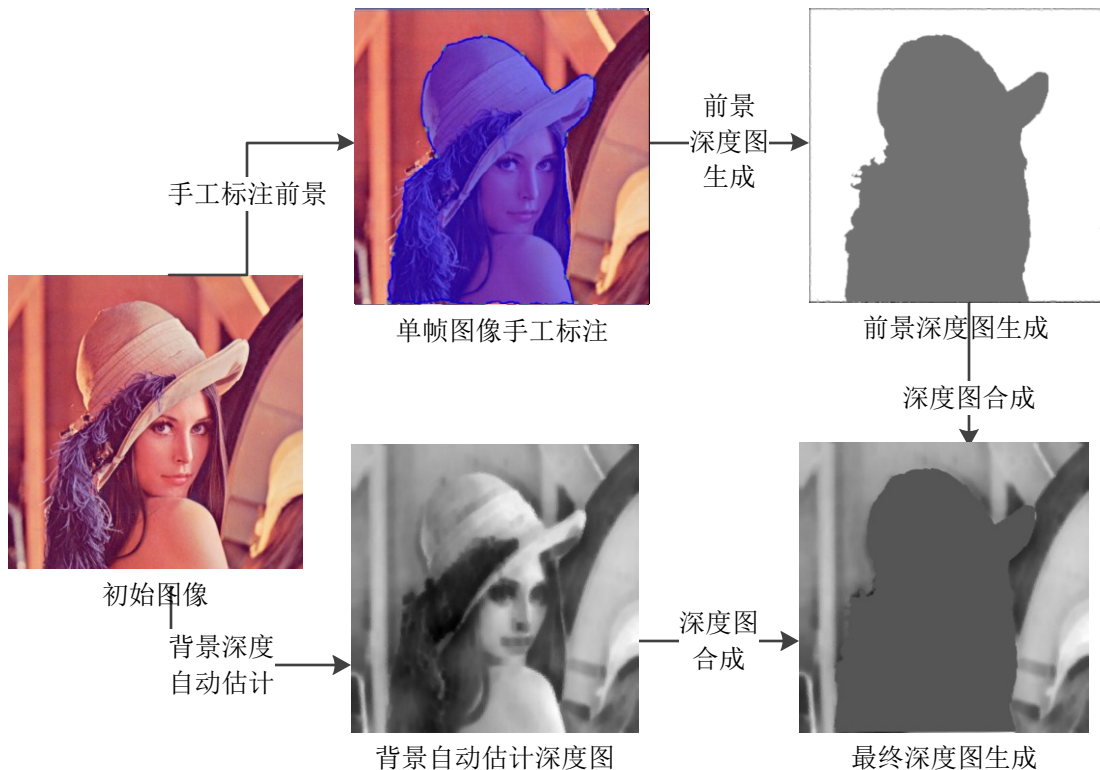 前景
深度图
生成
手工标注前景
单帧图像手工标注
前景深度图生成
深度图合成
初始图像
背景深度
自动估计
深度图
合成
背景自动估计深度图
最终深度图生成